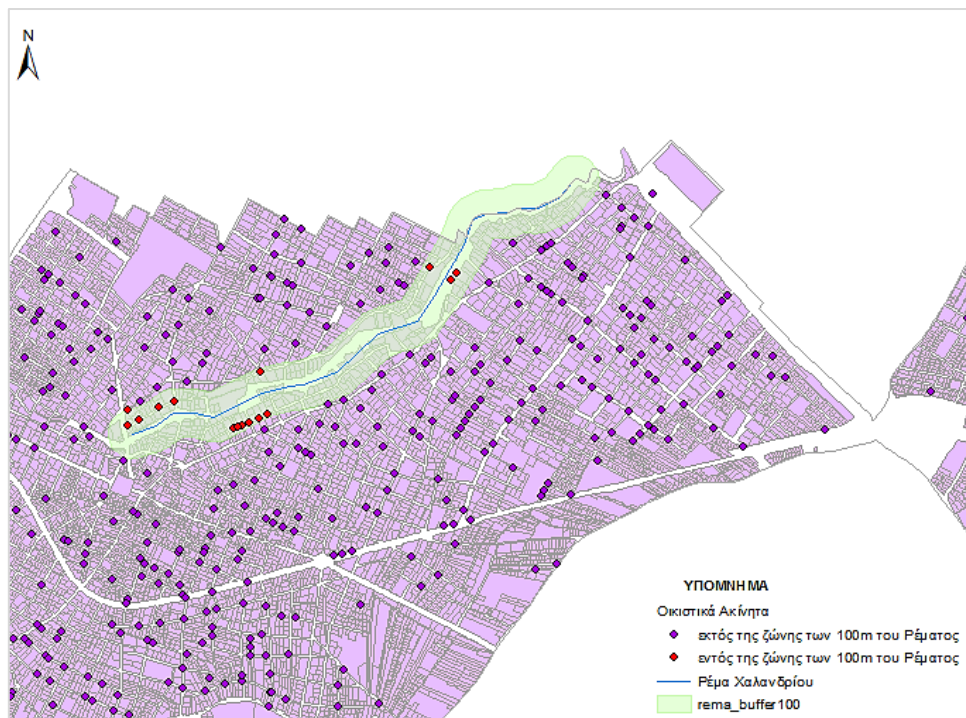 N
ΥΠΟΜΝΗΜΑ
Οικιστικά Ακίνητα
εκτός της ζώνης των 100m του Ρέματος
εντός της ζώνης των 100m του Ρέματος
Ρέμα Χαλανδρίου
rema_buffer100